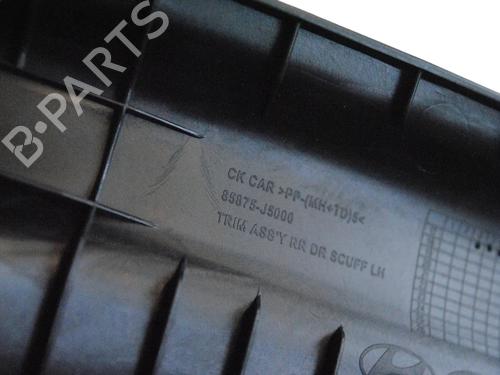 B-PARTS
CK CAR >PP-(MH+TD)5<
85875-J5000
TRIM ASS'Y RR DR SCUFF LH